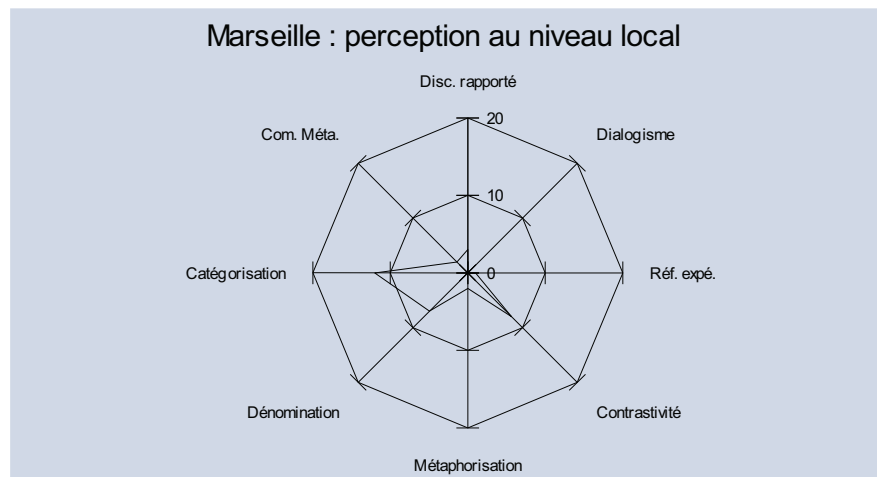 Marseille : perception au niveau local
Disc. rapporté
Com. Méta.
20
Dialogisme
10
Catégorisation
0
Réf. expé.
Dénomination
Contrastivité
Métaphorisation